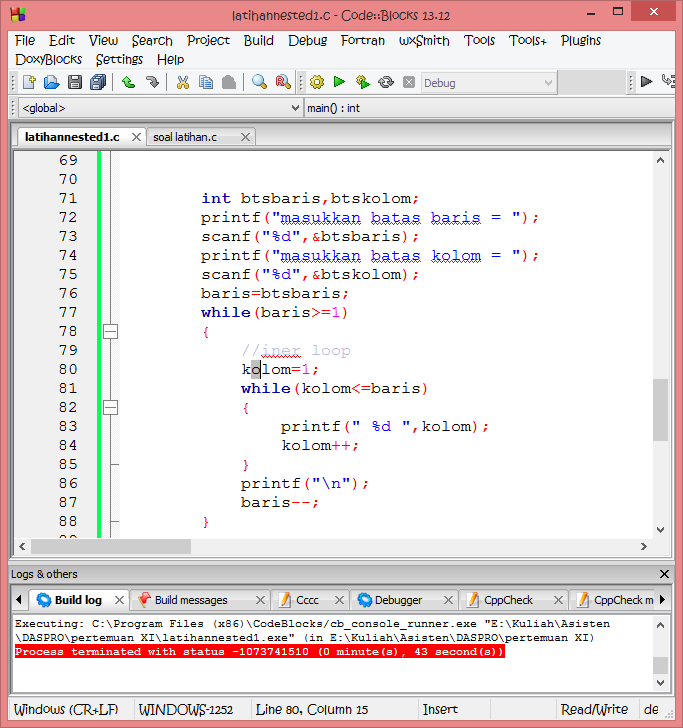 latihannested1.c - Code::Blocks 13-12
File Edit View Search Project Build Debug Fortran wxSmith Tools Tools+ Plugins
DoxyBlocks Settings Help
Debug
<global> main() : int
latihannested1.c soal latihan.c
69
70
71 int btsbaris,btskolom;
72 printf("masukkan batas baris = ");
73 scanf("%d",&btsbaris);
74 printf("masukkan batas kolom = ");
75 scanf("%d",&btskolom);
76 baris=btsbaris;
77 while(baris>=1)
78 {
79 //iner loop
80 kolom=1;
81 while(kolom<=baris)
82 {
83 printf(" %d ",kolom);
84 kolom++;
85 }
86 printf("\n");
87 baris--;
88 }
Logs & others
Build log Build messages Cccc Debugger CppCheck CppCheck m
Executing: C:\Program Files (x86)\CodeBlocks/cb_console_runner.exe "E:\Kuliah\Asisten
\DASPRO\pertemuan XI\latihannested1.exe" (in E:\Kuliah\Asisten\DASPRO\pertemuan XI)
Process terminated with status -1073741510 (0 minute(s), 43 second(s))
Windows (CR+LF) WINDOWS-1252 Line 80, Column 15 Insert Read/Write de